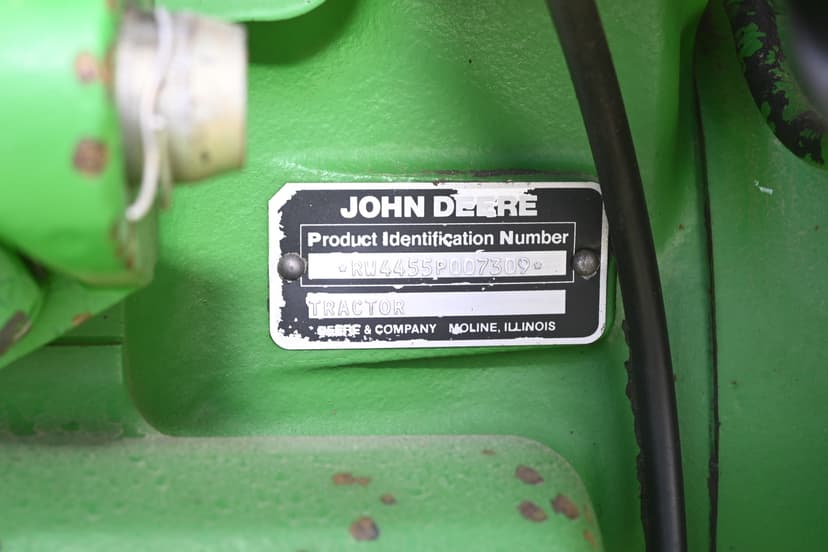 JOHN DEERE
Product Identification Number
*RW4455P007309*
TRACTOR
DEERE & COMPANY MOLINE, ILLINOIS